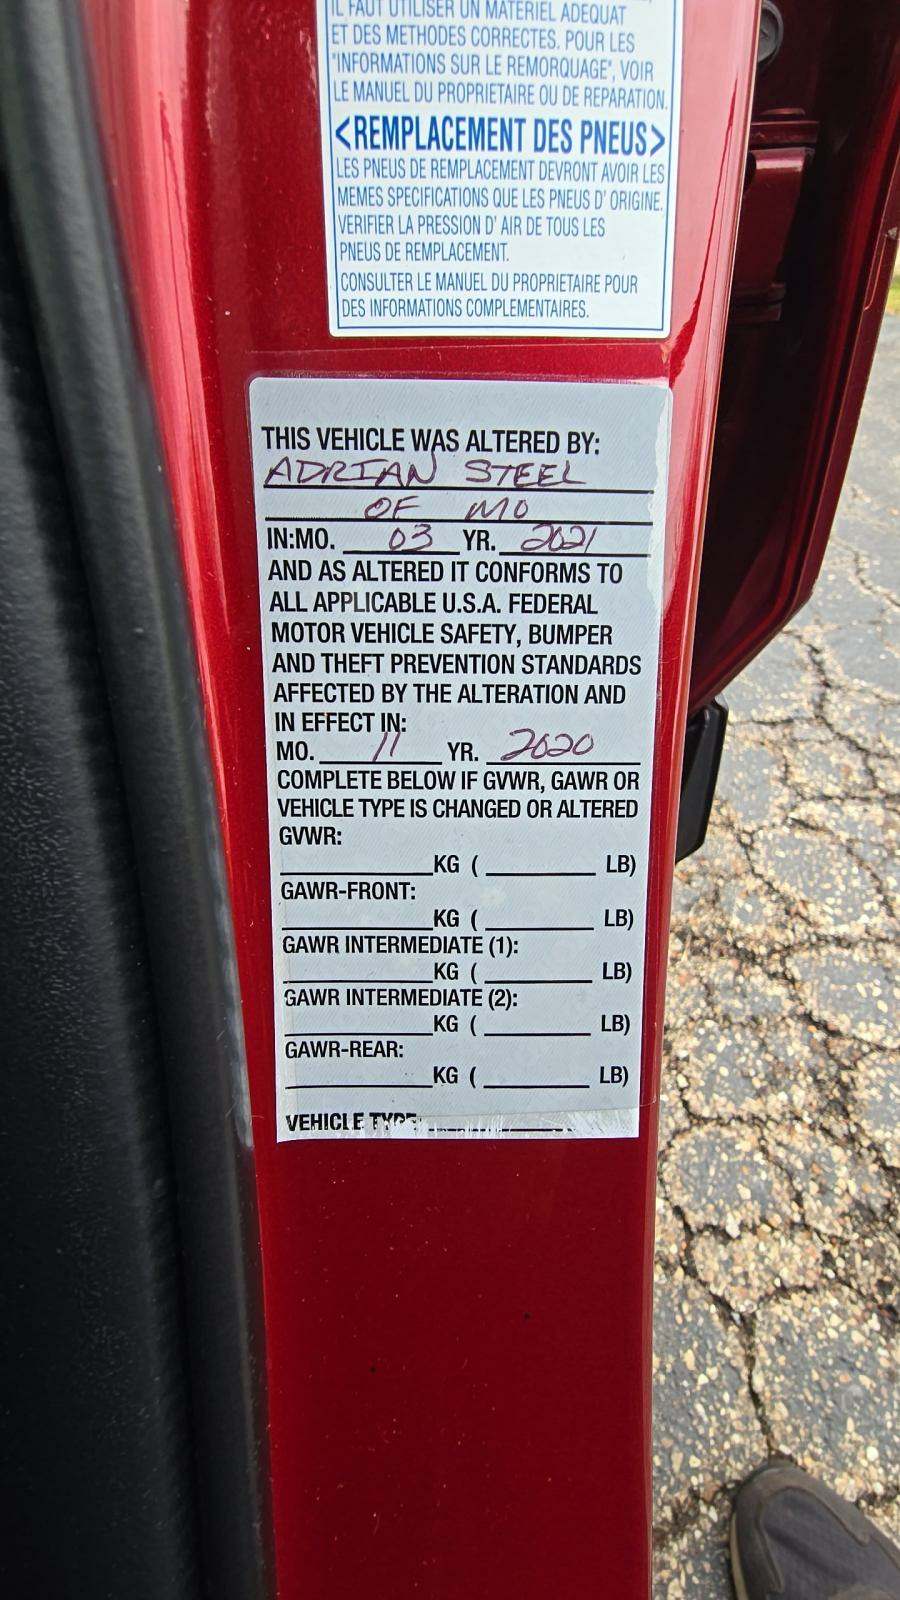 IL FAUT UTILISER UN MATERIEL ADEQUAT
ET DES METHODES CORRECTES. POUR LES
"INFORMATIONS SUR LE REMORQUAGE", VOIR
LE MANUEL DU PROPRIETAIRE OU DE REPARATION.
<REMPLACEMENT DES PNEUS>
LES PNEUS DE REMPLACEMENT DEVRONT AVOIR LES
MEMES SPECIFICATIONS QUE LES PNEUS D' ORIGINE.
VERIFIER LA PRESSION D' AIR DE TOUS LES
PNEUS DE REMPLACEMENT.
CONSULTER LE MANUEL DU PROPRIETAIRE POUR
DES INFORMATIONS COMPLEMENTAIRES.
THIS VEHICLE WAS ALTERED BY:
ADRIAN STEEL
OF MO
IN:MO. 03 YR. 2021
AND AS ALTERED IT CONFORMS TO
ALL APPLICABLE U.S.A. FEDERAL
MOTOR VEHICLE SAFETY, BUMPER
AND THEFT PREVENTION STANDARDS
AFFECTED BY THE ALTERATION AND
IN EFFECT IN:
MO. 11 YR. 2020
COMPLETE BELOW IF GVWR, GAWR OR
VEHICLE TYPE IS CHANGED OR ALTERED
GVWR:
KG ( LB)
GAWR-FRONT:
KG ( LB)
GAWR INTERMEDIATE (1):
KG ( LB)
GAWR INTERMEDIATE (2):
KG ( LB)
GAWR-REAR:
KG ( LB)
VEHICLE TYPE: